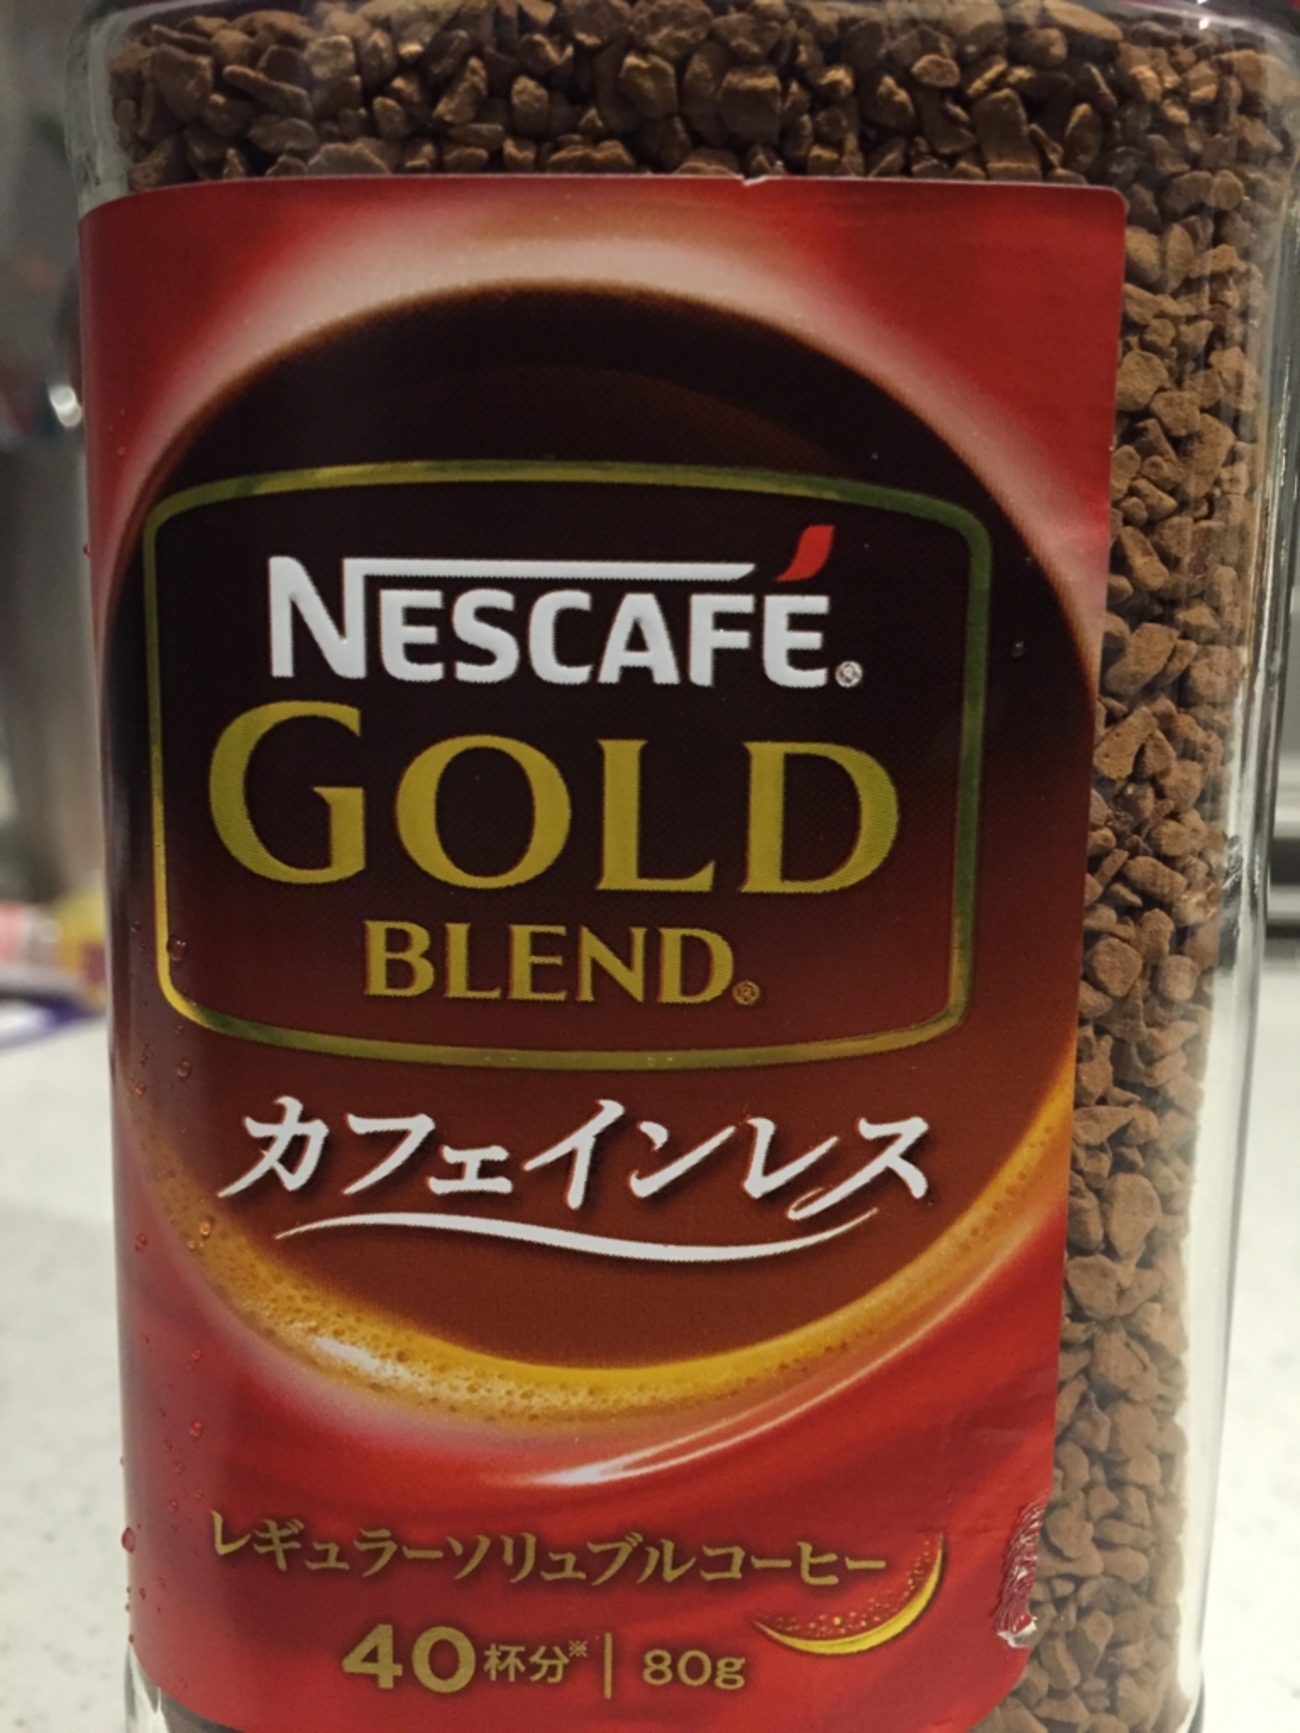 NESCAFÉ®
GOLD
BLEND®
カフェインレス
レギュラーソリュブルコーヒー
40杯分※ | 80g